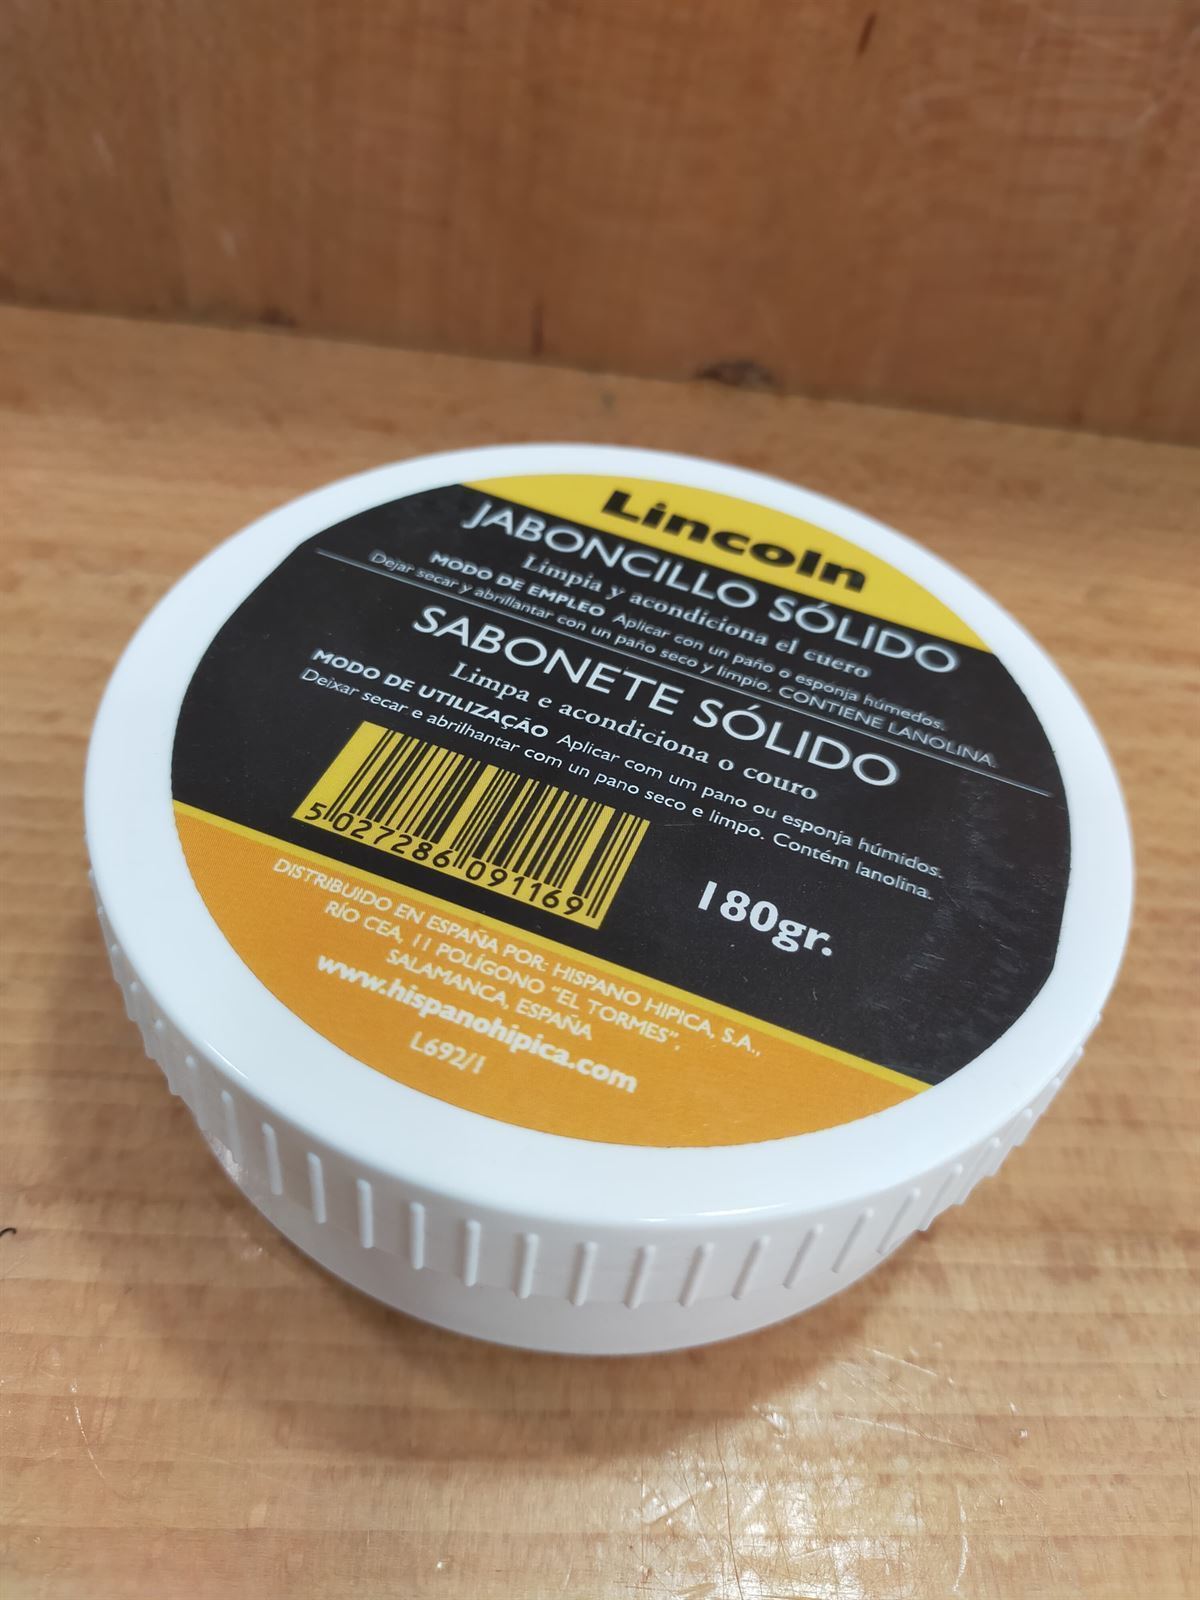 Lincoln
JABONCILLO SÓLIDO
Limpia y acondiciona el cuero
MODO DE EMPLEO Aplicar con un paño o esponja húmedos.
Dejar secar y abrillantar con un paño seco y limpio. CONTIENE LANOLINA.
SABONETE SÓLIDO
Limpa e acondiciona o couro
MODO DE UTILIZAÇÃO Aplicar com um pano ou esponja húmidos.
Deixar secar e abrilhantar com un pano seco e limpo. Contém lanolina.
5 027286 091169
180gr.
DISTRIBUIDO EN ESPAÑA POR: HISPANO HIPICA, S.A.,
RÍO CEA, 11 POLÍGONO "EL TORMES",
SALAMANCA, ESPAÑA
www.hispanohipica.com
L692/1